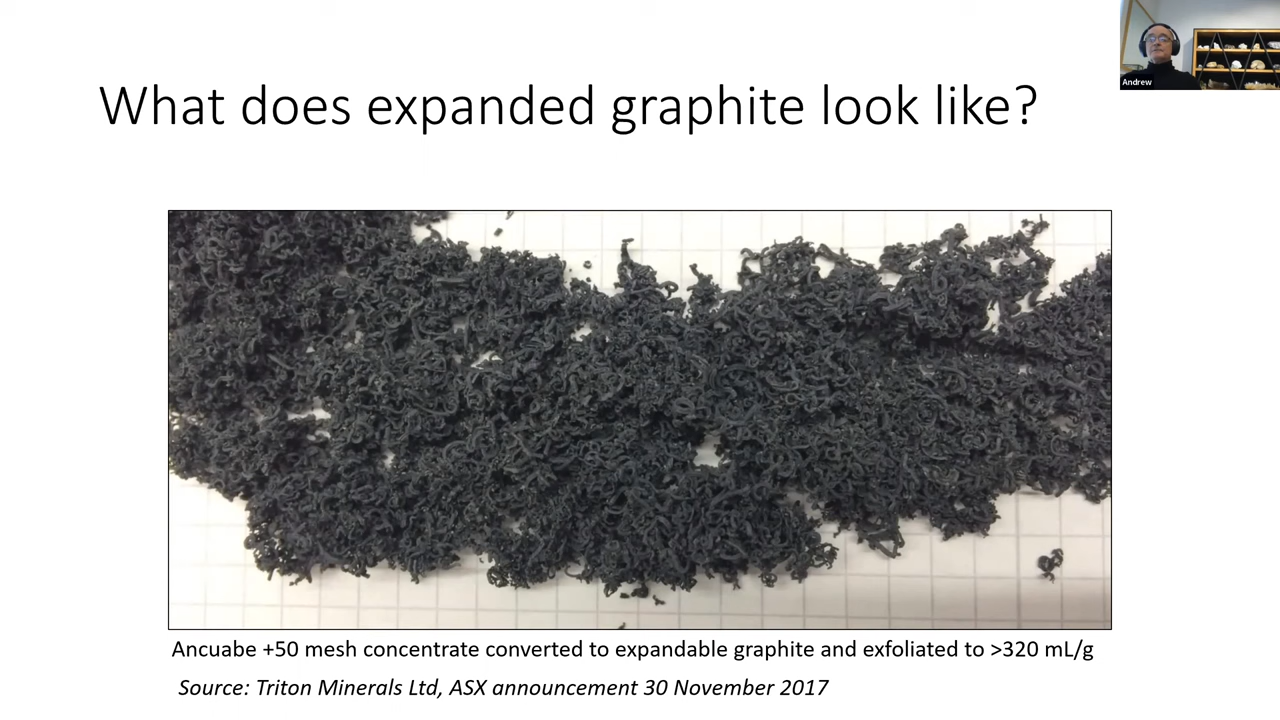 Andrew
What does expanded graphite look like?
Ancuabe +50 mesh concentrate converted to expandable graphite and exfoliated to >320 mL/g
Source: Triton Minerals Ltd, ASX announcement 30 November 2017